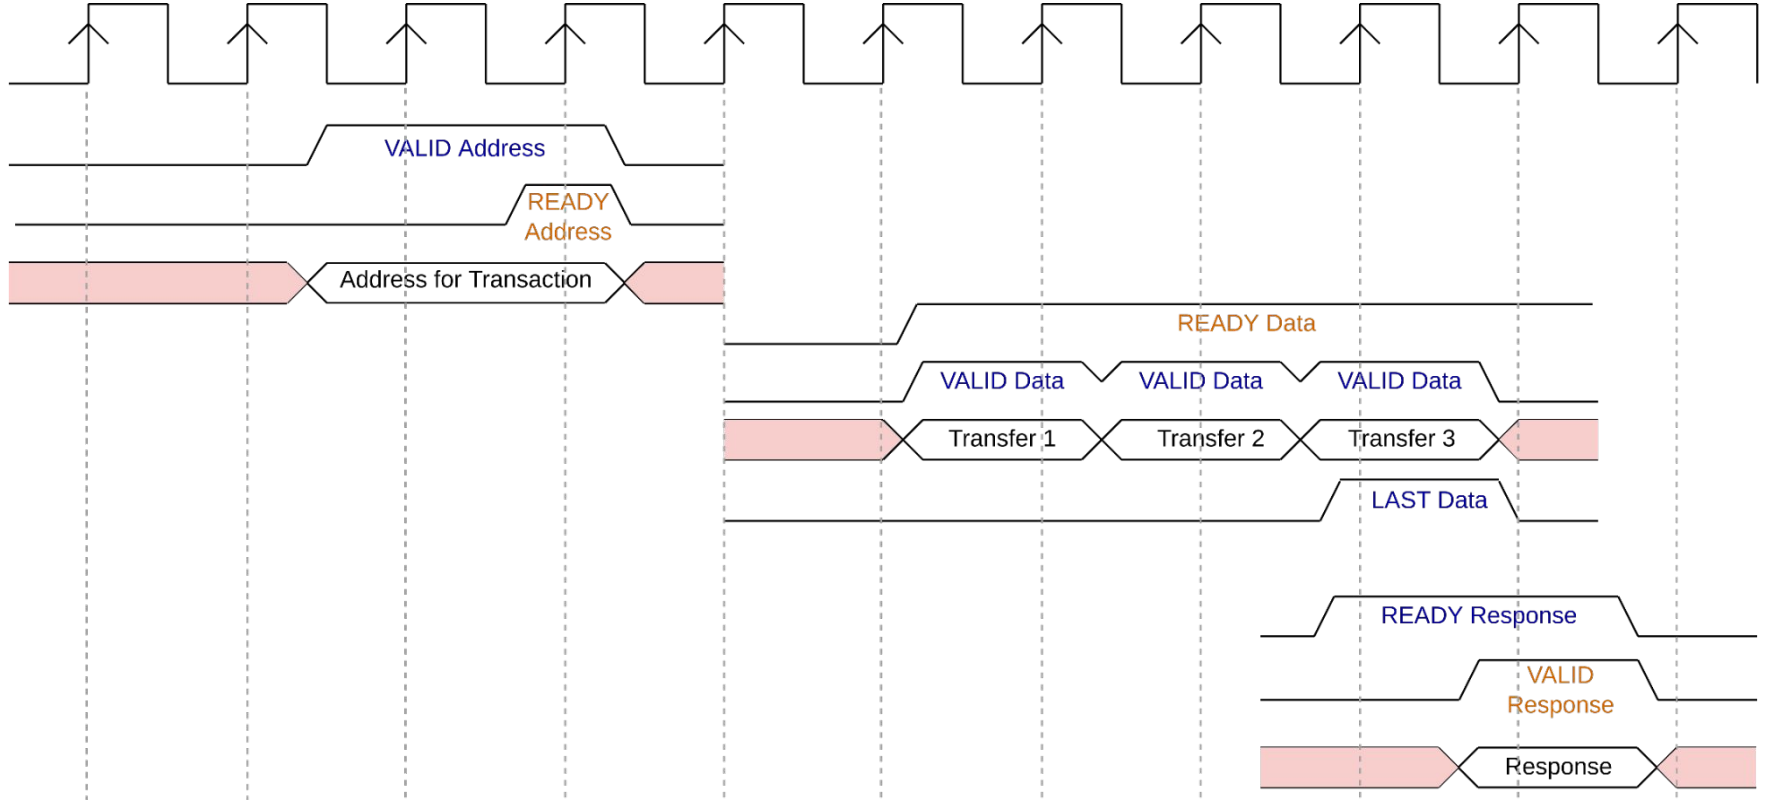 VALID Address
READY
Address
Address for Transaction
READY Data
VALID Data VALID Data VALID Data
Transfer 1 Transfer 2 Transfer 3
LAST Data
READY Response
VALID
Response
Response